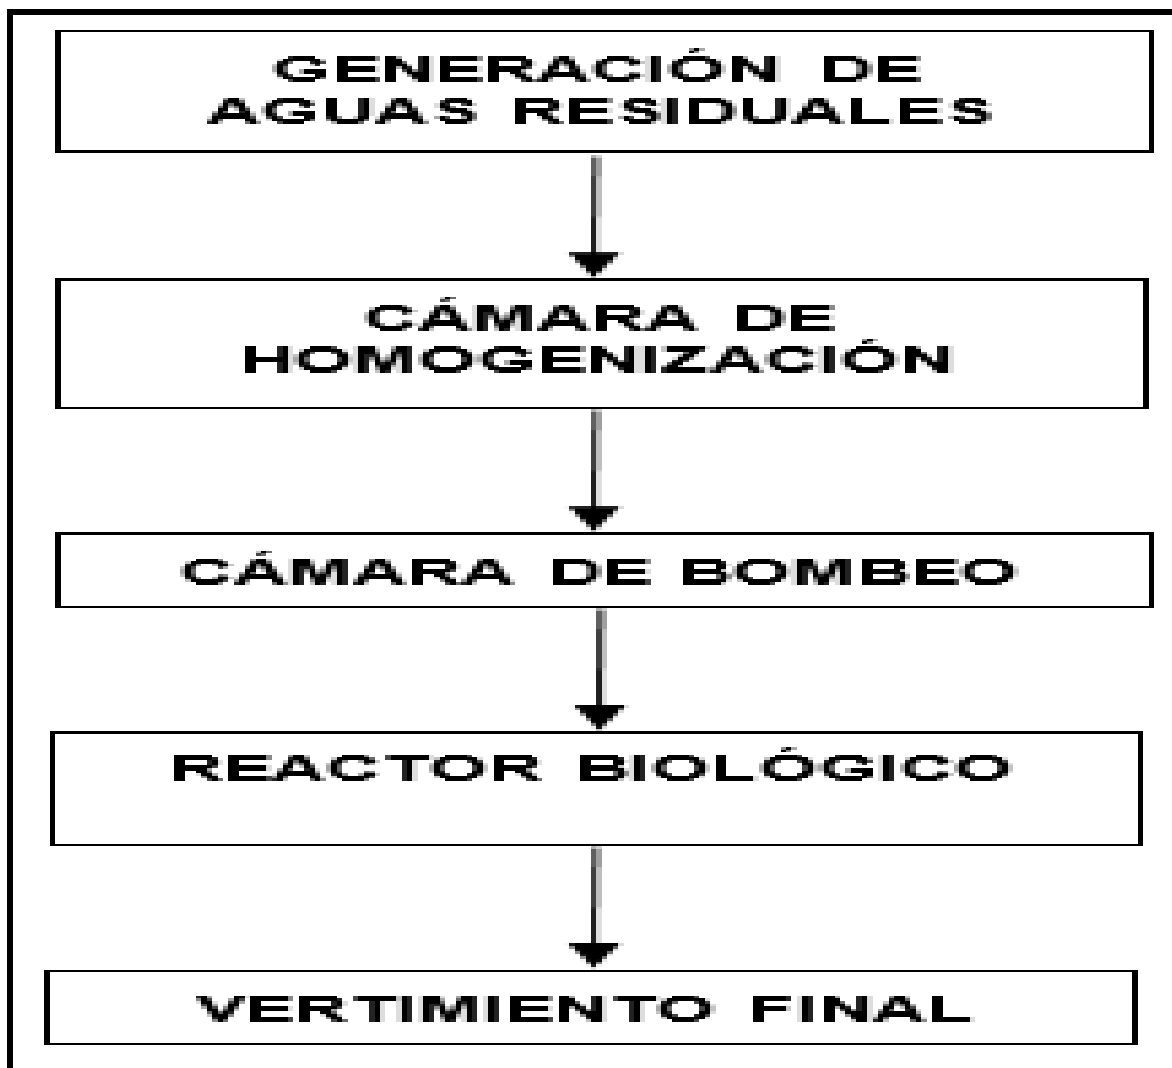 GENERACIÓN DE
AGUAS RESIDUALES
CÁMARA DE
HOMOGENIZACIÓN
CÁMARA DE BOMBEO
REACTOR BIOLÓGICO
VERTIMIENTO FINAL